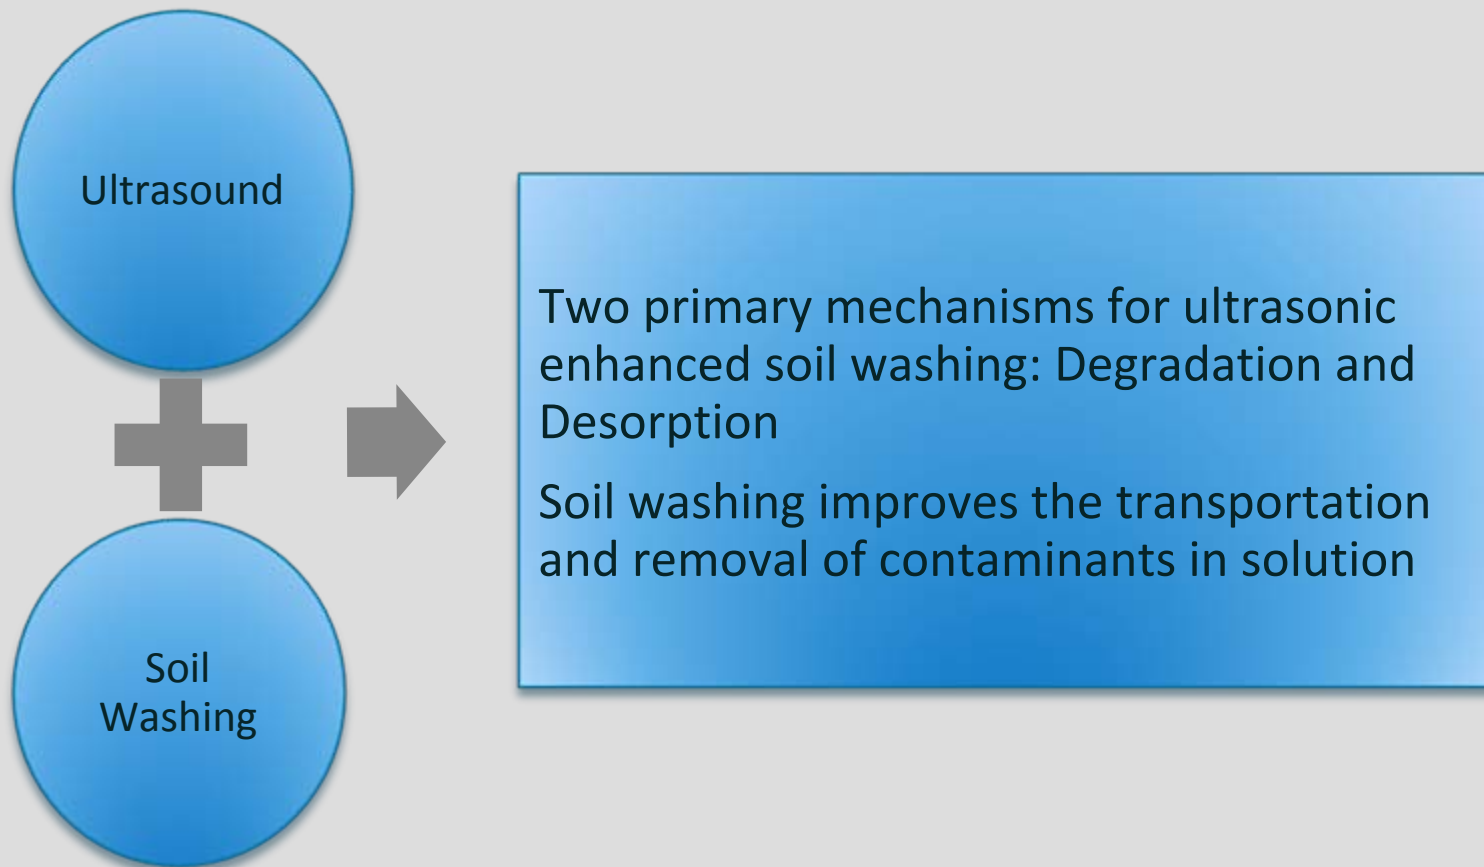 Ultrasound
Soil
Washing
Two primary mechanisms for ultrasonic
enhanced soil washing: Degradation and
Desorption
Soil washing improves the transportation
and removal of contaminants in solution